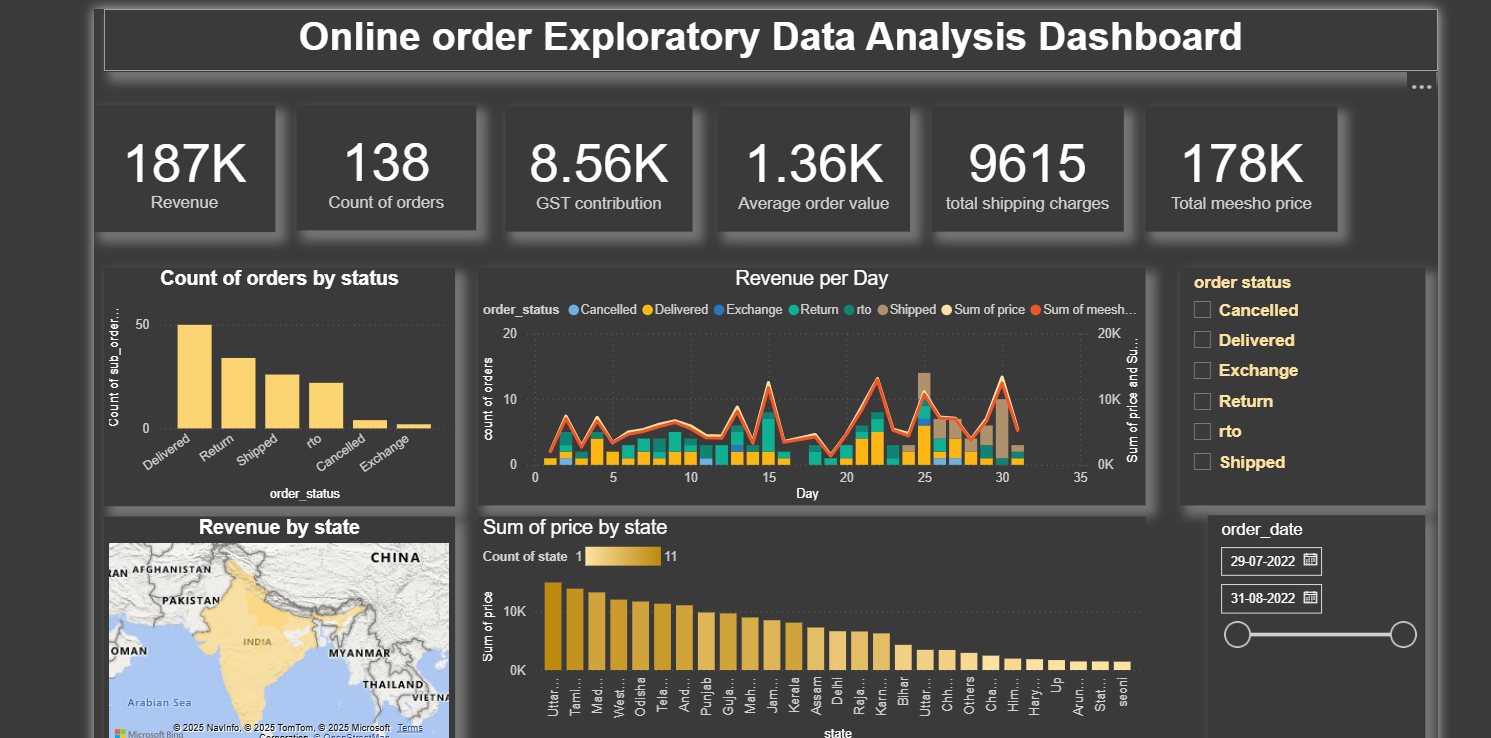 Online order Exploratory Data Analysis Dashboard
187K
Revenue
138
Count of orders
8.56K
GST contribution
1.36K
Average order value
9615
total shipping charges
178K
Total meesho price
Count of orders by status
Count of sub_order...
50
0
Delivered
Return
Shipped
rto
Cancelled
Exchange
order_status
Revenue per Day
order_status Cancelled Delivered Exchange Return rto Shipped Sum of price Sum of meesh...
count of orders
20
10
0
20K
10K
0K
Sum of price and Su...
0 5 10 15 20 25 30 35
Day
order status
Cancelled
Delivered
Exchange
Return
rto
Shipped
Revenue by state
CHINA
AFGHANISTAN
PAKISTAN
INDIA
OMAN
MYANMAR
THAILAND
Arabian Sea
© 2025 NavInfo, © 2025 TomTom, © 2025 Microsoft
Terms
Microsoft Bing
Corporation, © OpenStreetMap
Sum of price by state
Count of state 1 11
Sum of price
10K
0K
Uttar...
Tami...
Mad...
West...
Odisha
Tela...
And...
Punjab
Guja...
Mah...
Jam...
Kerala
Assam
Delhi
Raja...
Karn...
Bihar
Uttar...
Chh...
Others
Cha...
Him...
Hary...
Up
Arun...
Stat...
seoni
state
order_date
29-07-2022
31-08-2022